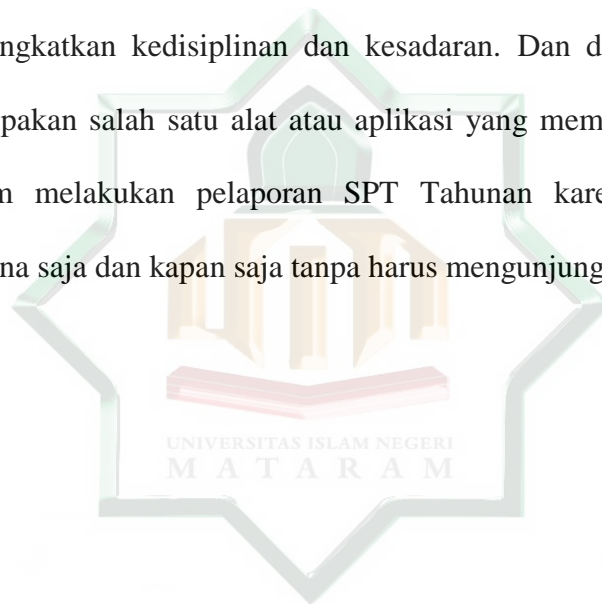 ngkatkan kedisiplinan dan kesadaran. Dan d
pakan salah satu alat atau aplikasi yang mem
m melakukan pelaporan SPT Tahunan kare
na saja dan kapan saja tanpa harus mengunjung
UNIVERSITAS ISLAM NEGERI
MATARAM